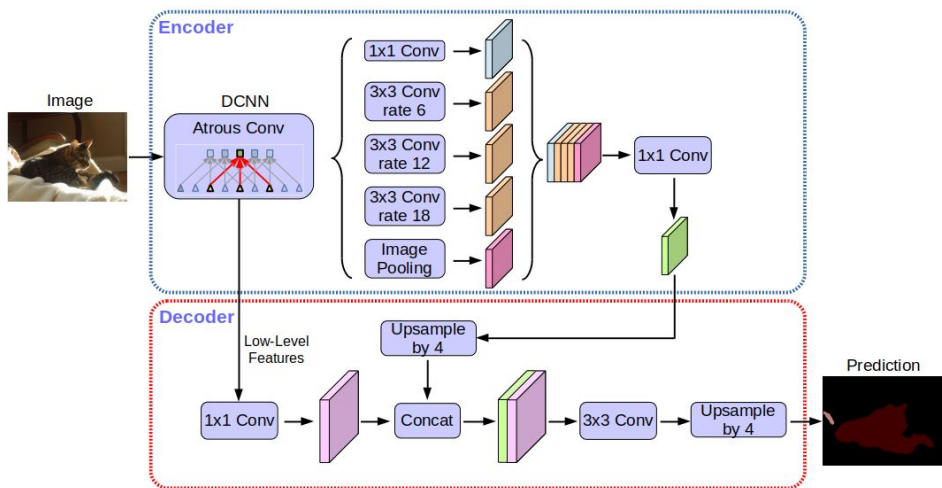 Encoder
Image
DCNN
Atrous Conv
1x1 Conv
3x3 Conv
rate 6
3x3 Conv
rate 12
3x3 Conv
rate 18
Image
Pooling
1x1 Conv
Decoder
Low-Level
Features
Upsample
by 4
1x1 Conv
Concat
3x3 Conv
Upsample
by 4
Prediction